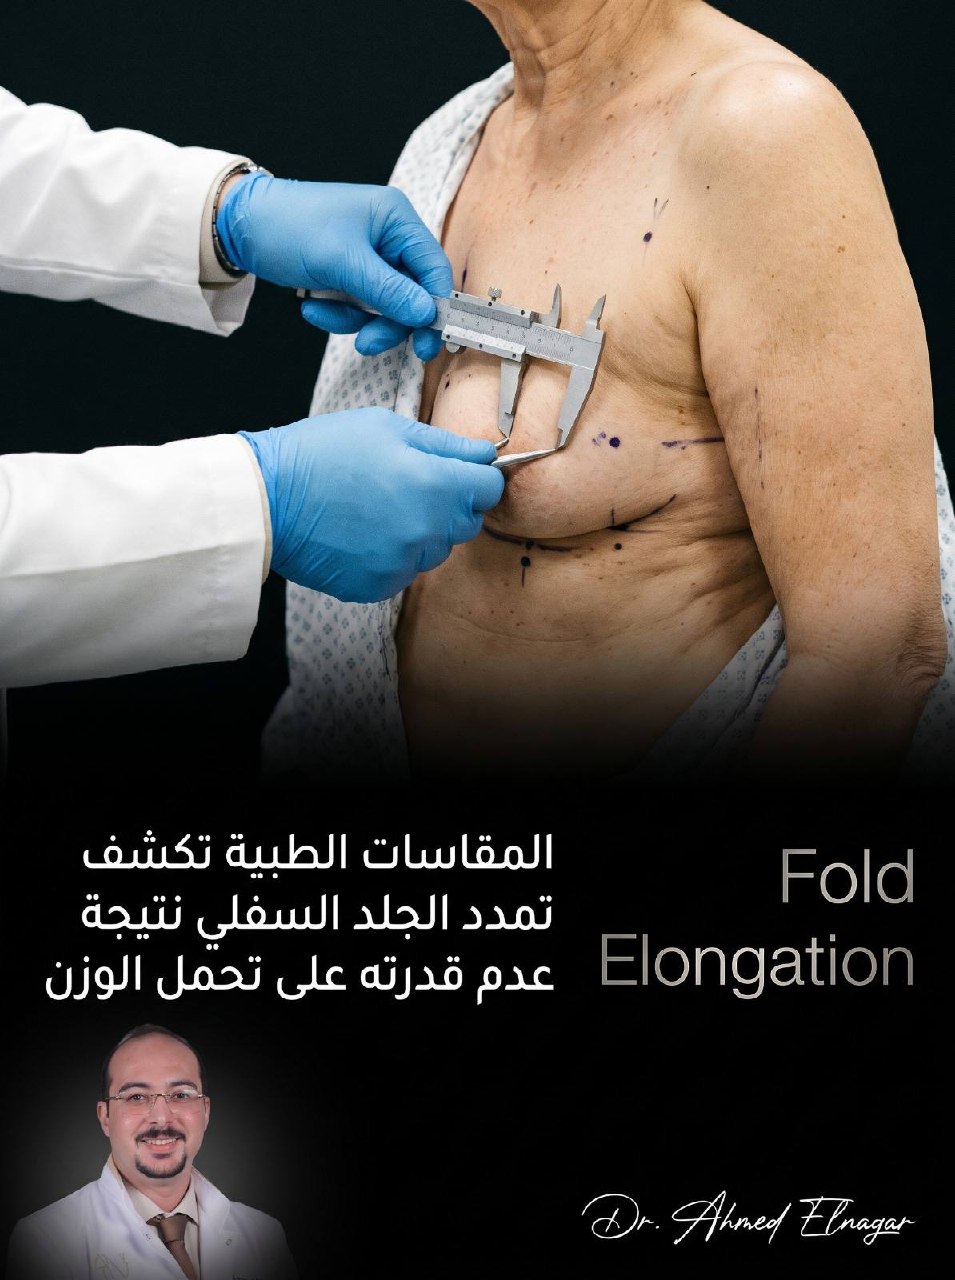 المقاسات الطبية تكشف
تمدد الجلد السفلي نتيجة
عدم قدرته على تحمل الوزن
Fold
Elongation
Dr. Ahmed Elnagar